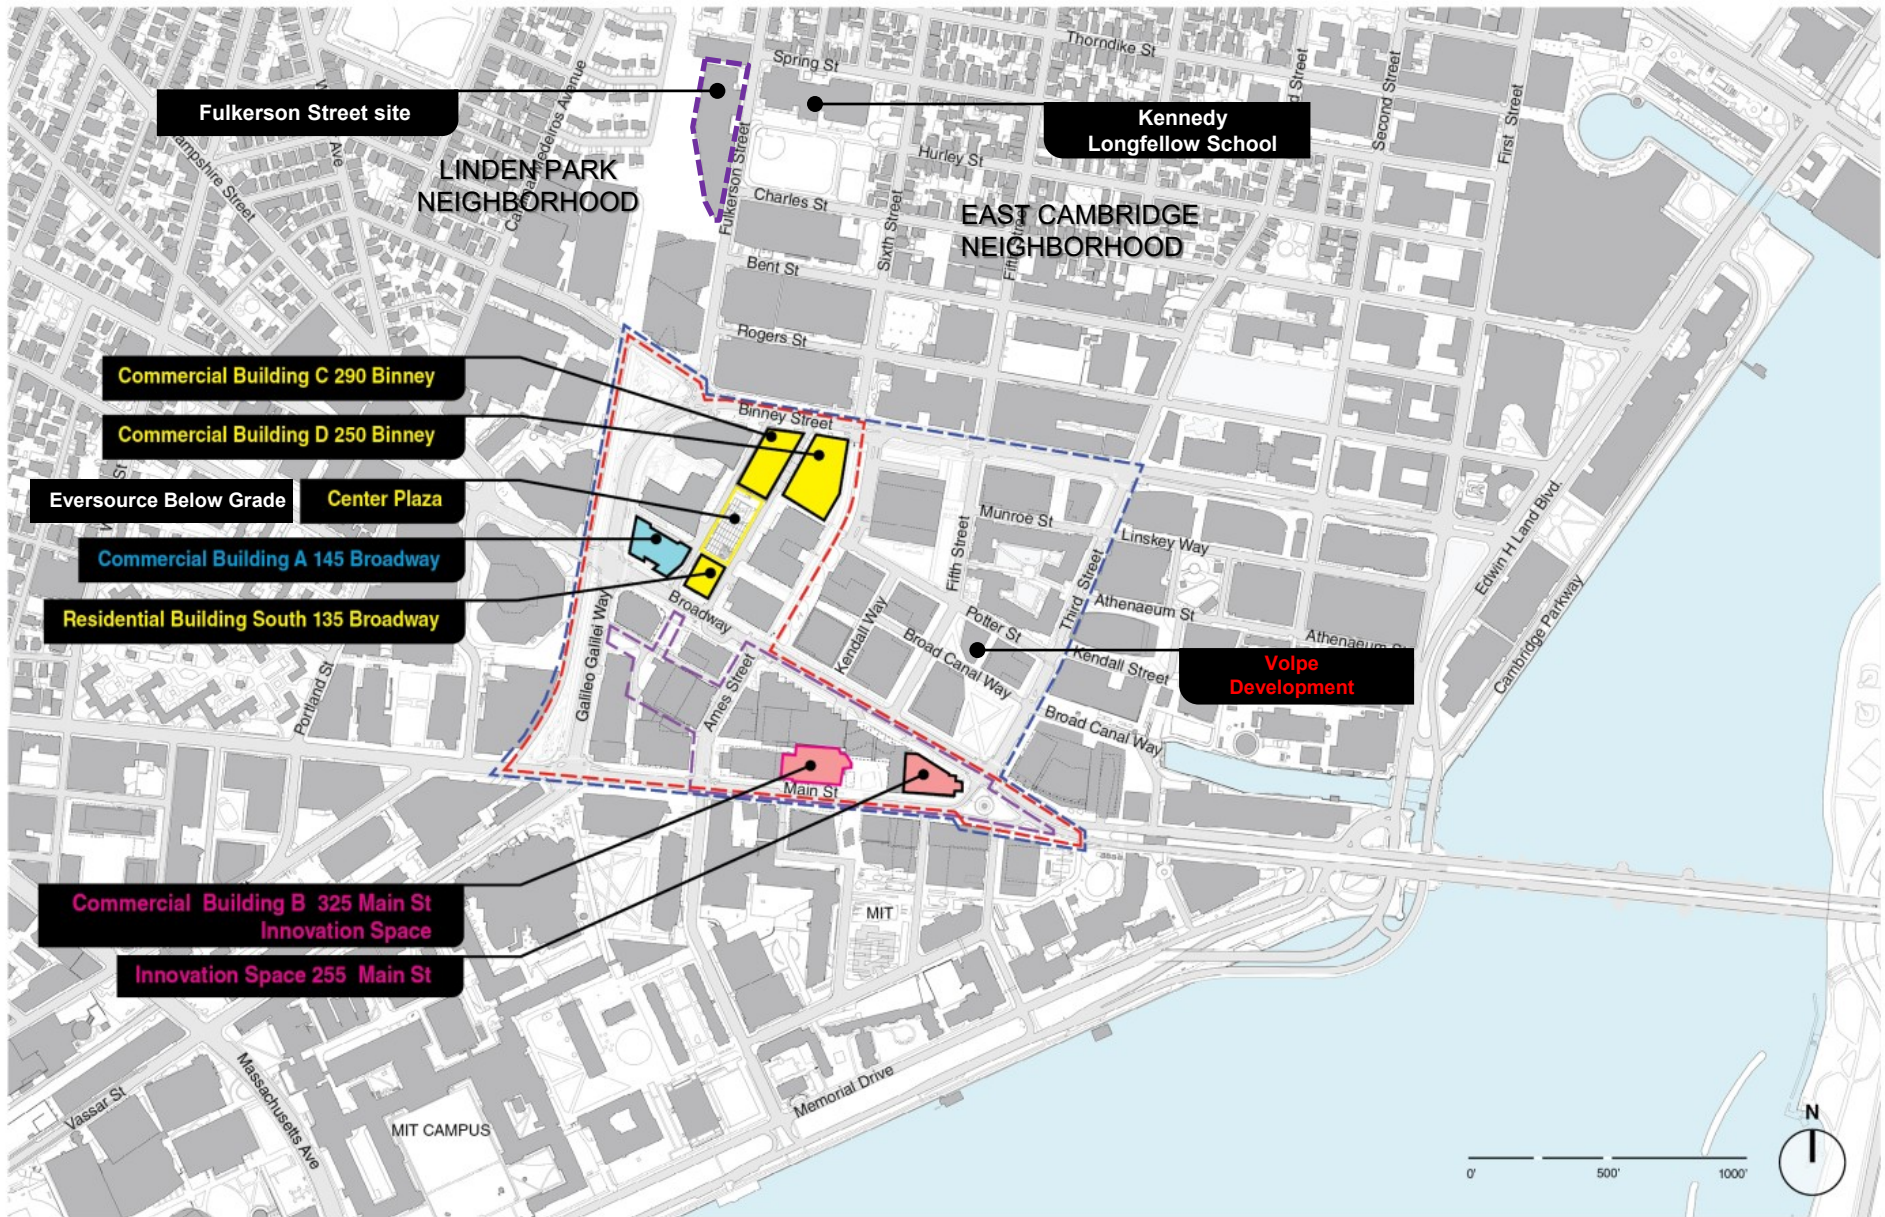 Thorndike St
Spring St
Second Street
First Street
Fulkerson Street site
Kennedy
Longfellow School
Hampshire Street
LINDEN PARK
NEIGHBORHOOD
Fulkerson Street
Hurley St
Charles St
Sixth Street
EAST CAMBRIDGE
NEIGHBORHOOD
Bent St
Rogers St
Commercial Building C 290 Binney
Binney Street
Commercial Building D 250 Binney
Eversource Below Grade
Center Plaza
Munroe St
Linskey Way
Edwin H Land Blvd.
Commercial Building A 145 Broadway
Fifth Street
Third Street
Residential Building South 135 Broadway
Broadway
Galileo Galilei Way
Kendall Way
Potter St
Athenaeum St
Athenaeum St
Cambridge Parkway
Broad Canal Way
Kendall Street
Volpe
Development
Portland St
Ames Street
Broad Canal Way
Main St
Commercial Building B 325 Main St
Innovation Space
MIT
Innovation Space 255 Main St
Vassar St
Massachusetts Ave
MIT CAMPUS
Memorial Drive
N
0'
500'
1000'